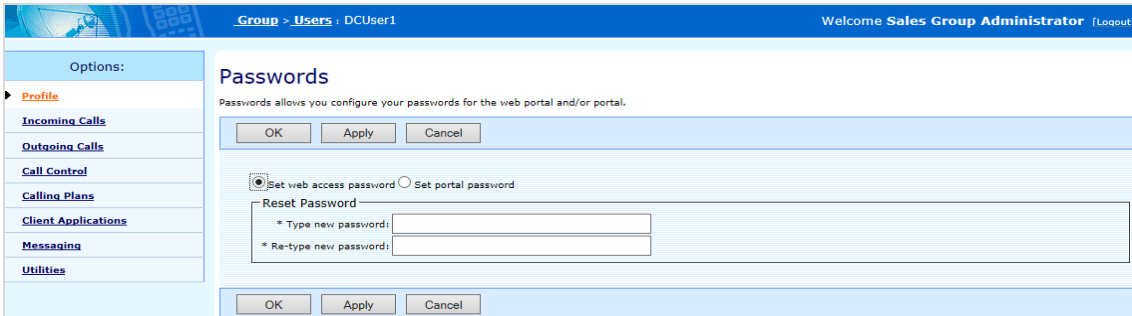 Group > Users : DCUser1 Welcome Sales Group Administrator [Logout
Options:
Profile
Incoming Calls
Outgoing Calls
Call Control
Calling Plans
Client Applications
Messaging
Utilities
Passwords
Passwords allows you configure your passwords for the web portal and/or portal.
OK Apply Cancel
Set web access password Set portal password
Reset Password
* Type new password:
* Re-type new password:
OK Apply Cancel